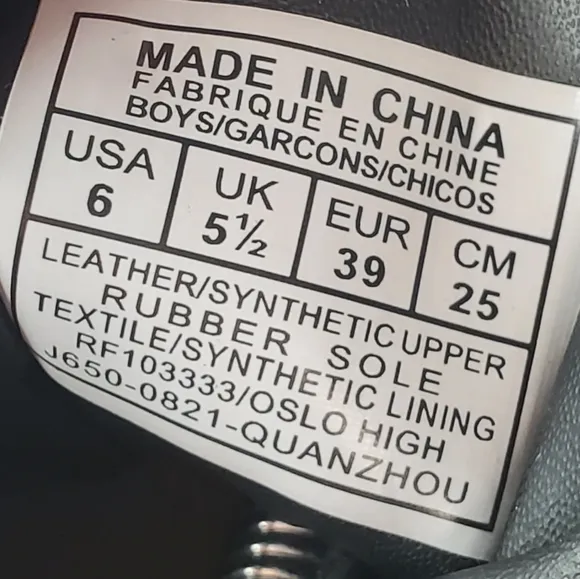 MADE IN CHINA
FABRIQUE EN CHINE
BOYS/GARCONS/CHICOS
USA UK EUR CM
6 5½ 39 25
LEATHER/SYNTHETIC UPPER
RUBBER SOLE
TEXTILE/SYNTHETIC LINING
RF103333/OSLO HIGH
J650-0821-QUANZHOU